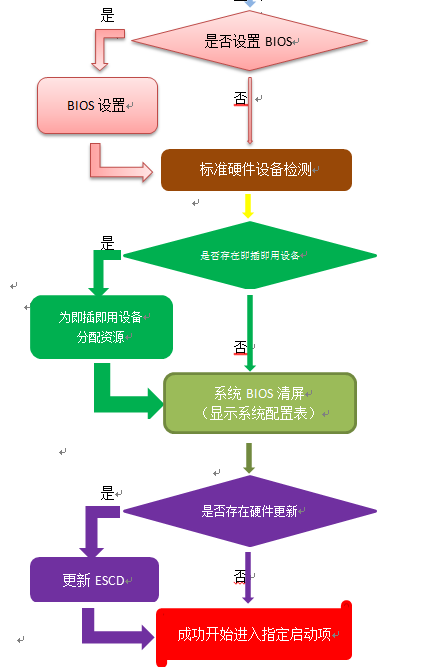 是
是否设置 BIOS
BIOS 设置
否
标准硬件设备检测
是
是否存在即插即用设备
为即插即用设备
分配资源
否
系统 BIOS 清屏
（显示系统配置表）
是
是否存在硬件更新
更新 ESCD
否
成功开始进入指定启动项